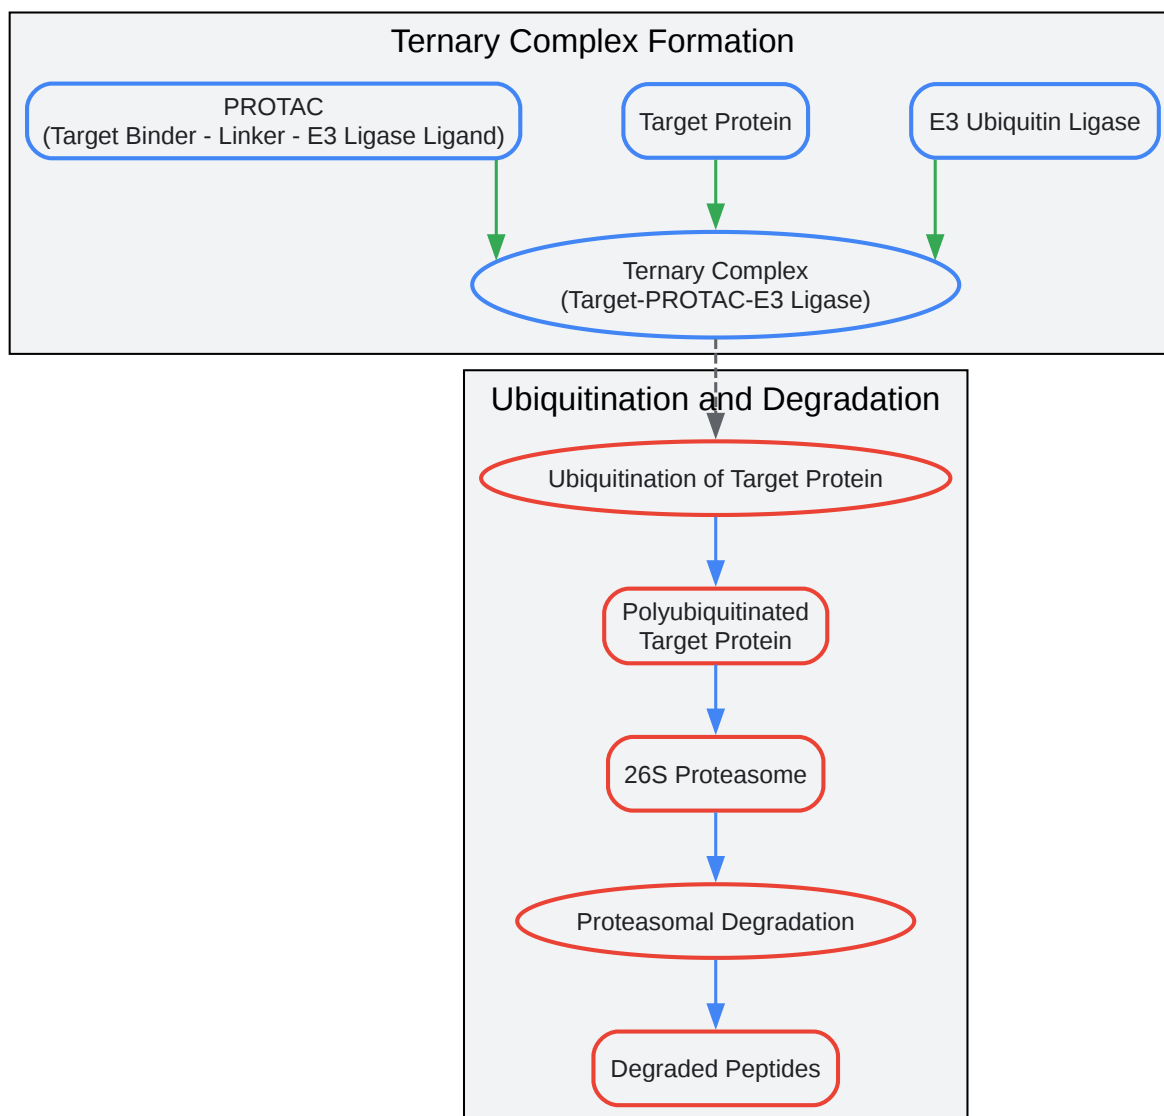 Ternary Complex Formation
PROTAC
(Target Binder - Linker - E3 Ligase Ligand)
Target Protein
E3 Ubiquitin Ligase
Ternary Complex
(Target-PROTAC-E3 Ligase)
Ubiquitination and Degradation
Ubiquitination of Target Protein
Polyubiquitinated
Target Protein
26S Proteasome
Proteasomal Degradation
Degraded Peptides